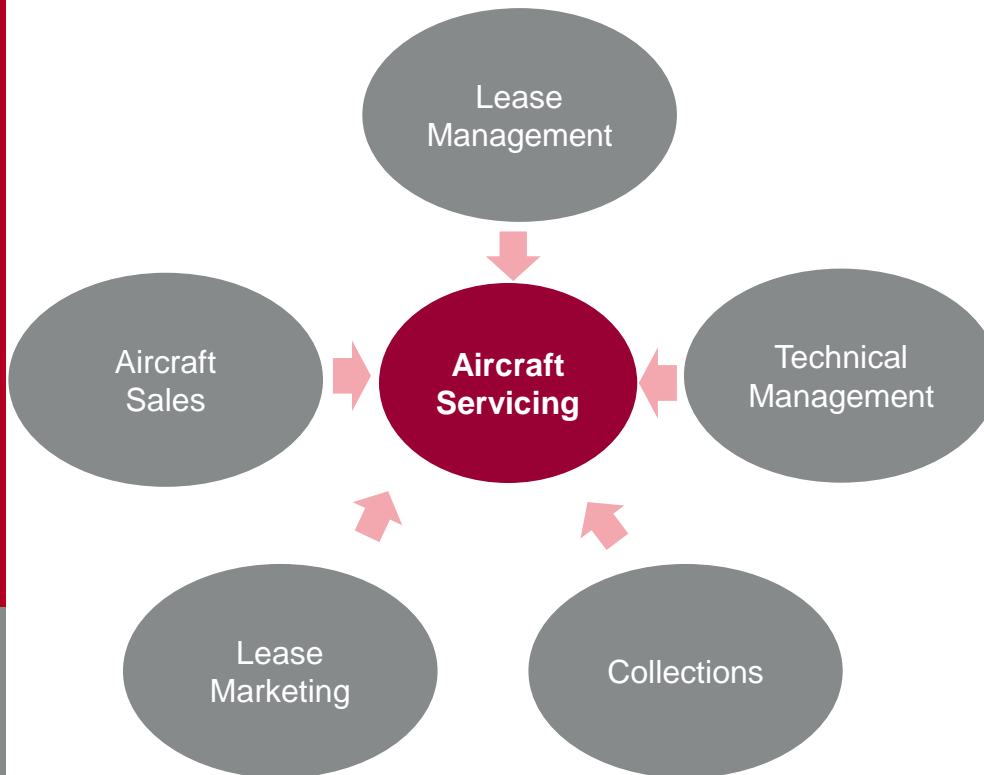 Lease
Management
Aircraft
Sales
Aircraft
Servicing
Technical
Management
Lease
Marketing
Collections